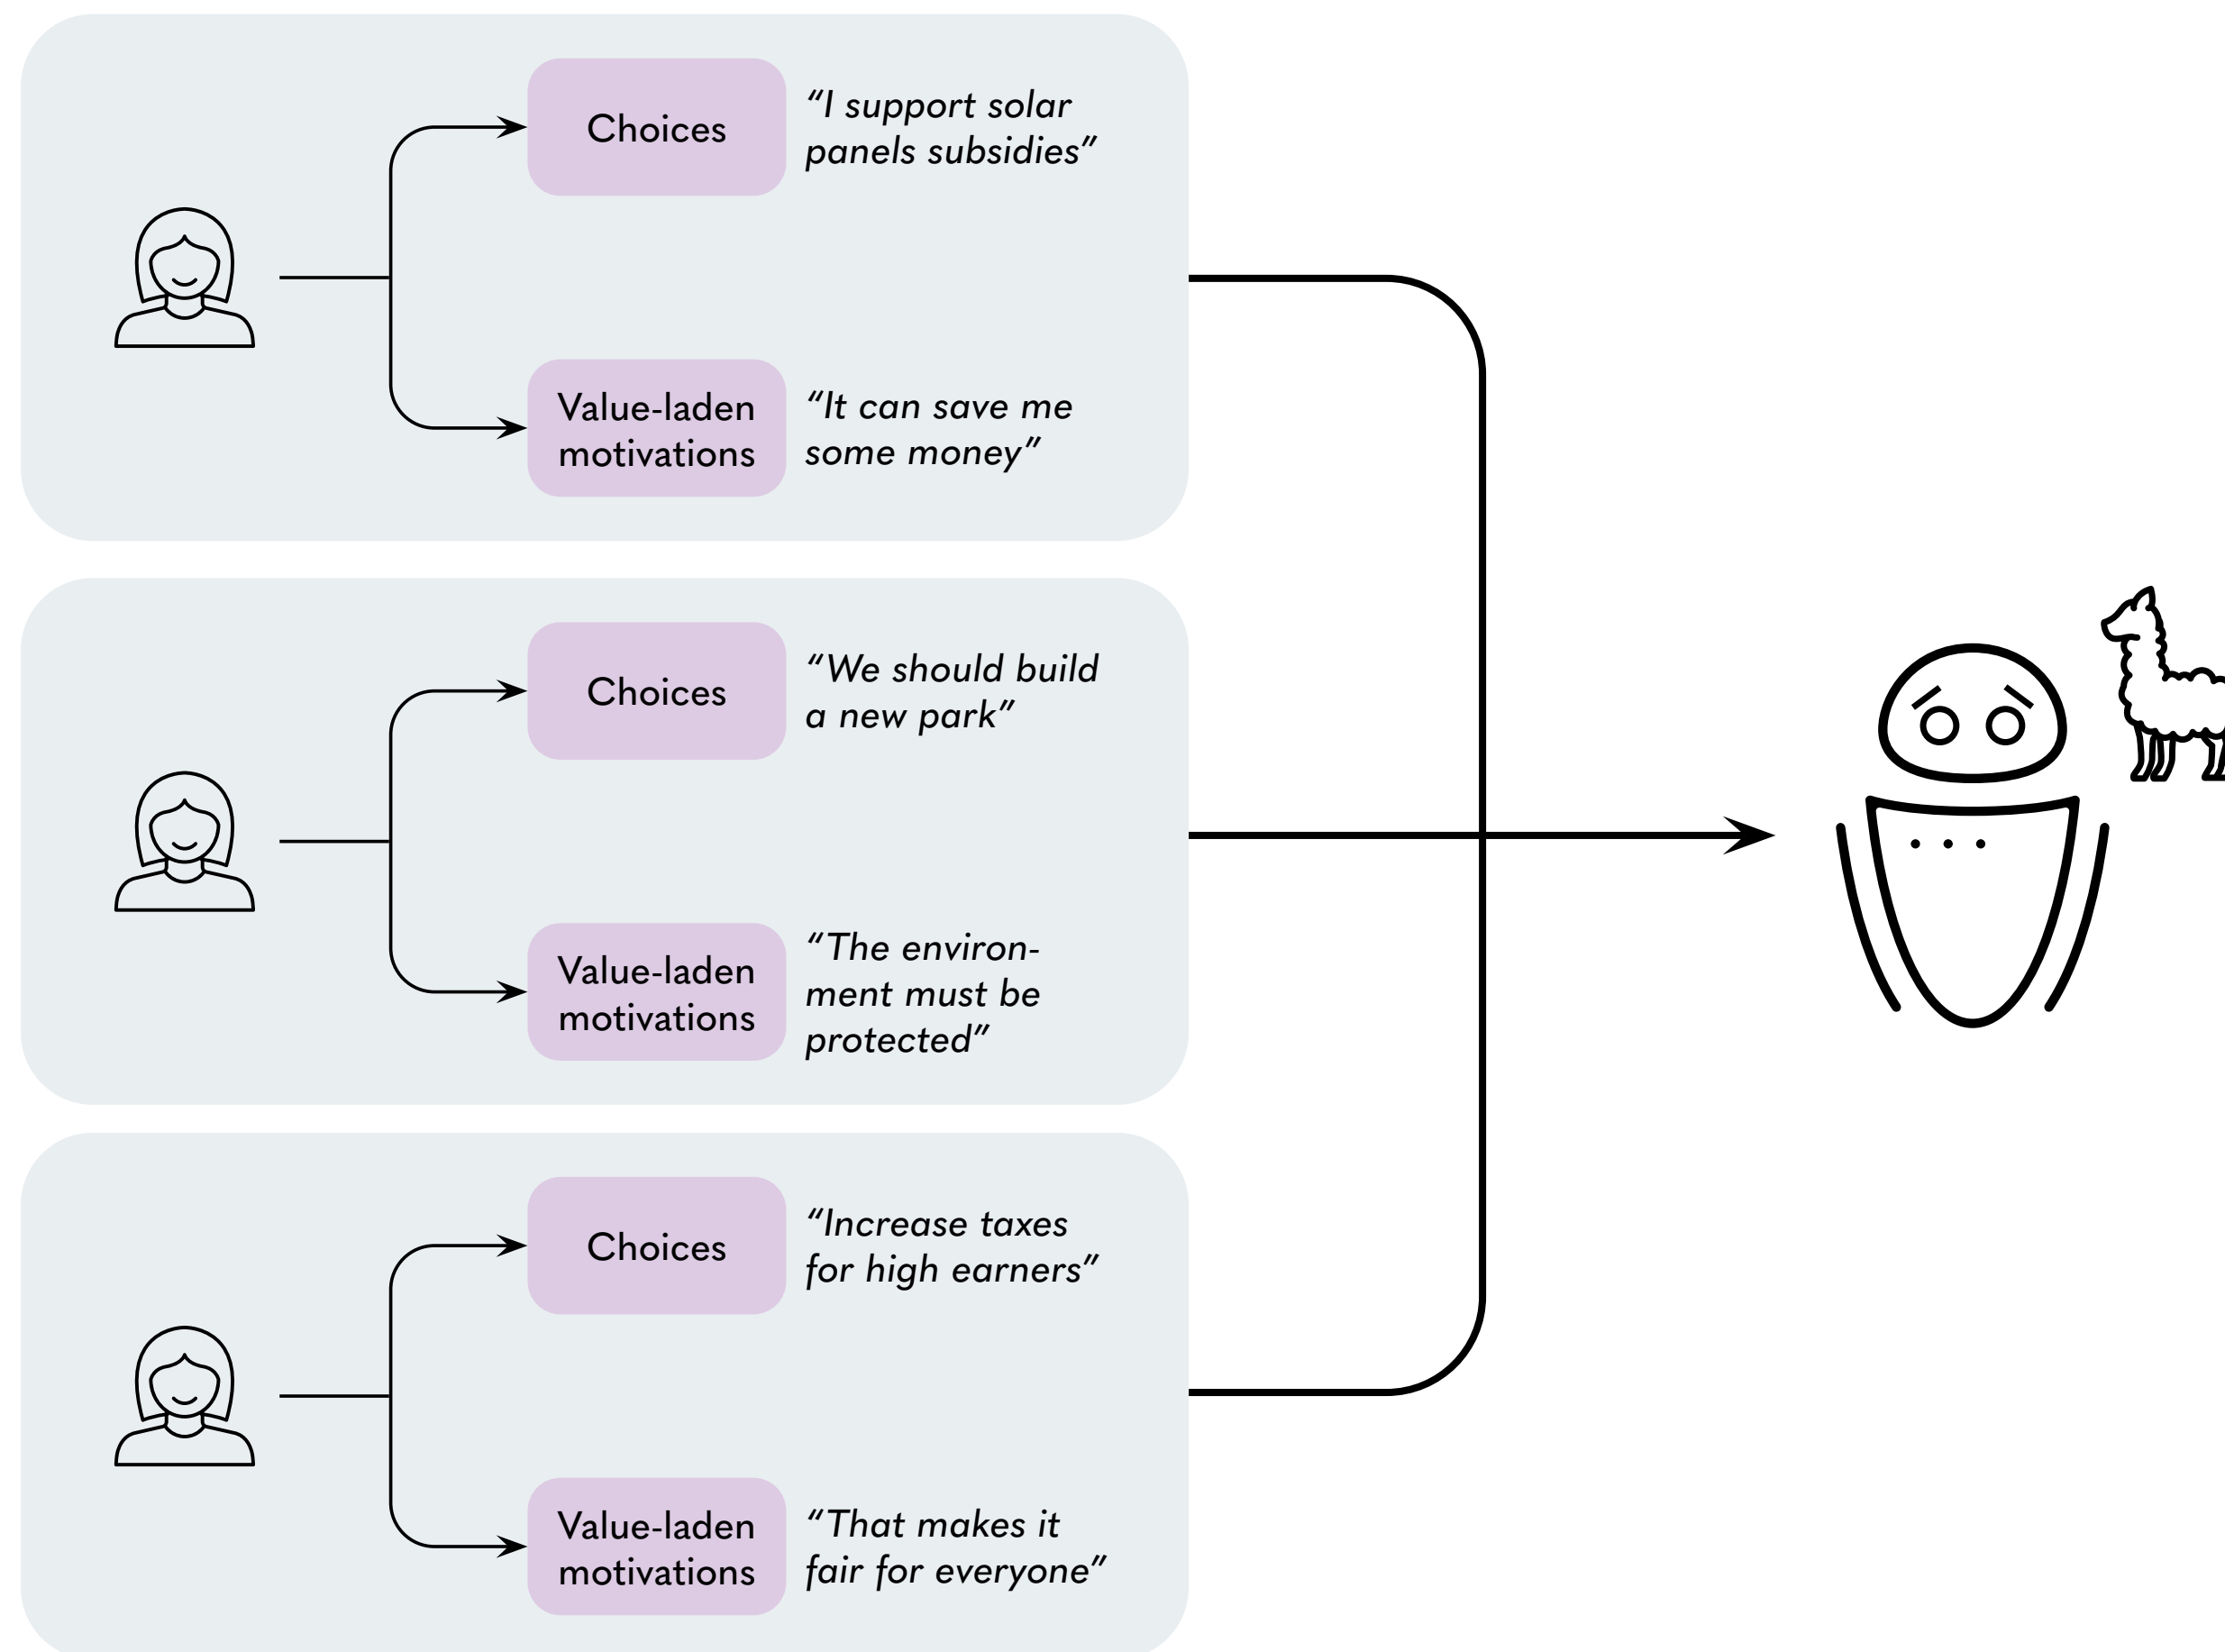 Choices
“I support solar
panels subsidies”
Value-laden
motivations
“It can save me
some money”
Choices
“We should build
a new park”
Value-laden
motivations
“The environ-
ment must be
protected”
Choices
“Increase taxes
for high earners”
Value-laden
motivations
“That makes it
fair for everyone”